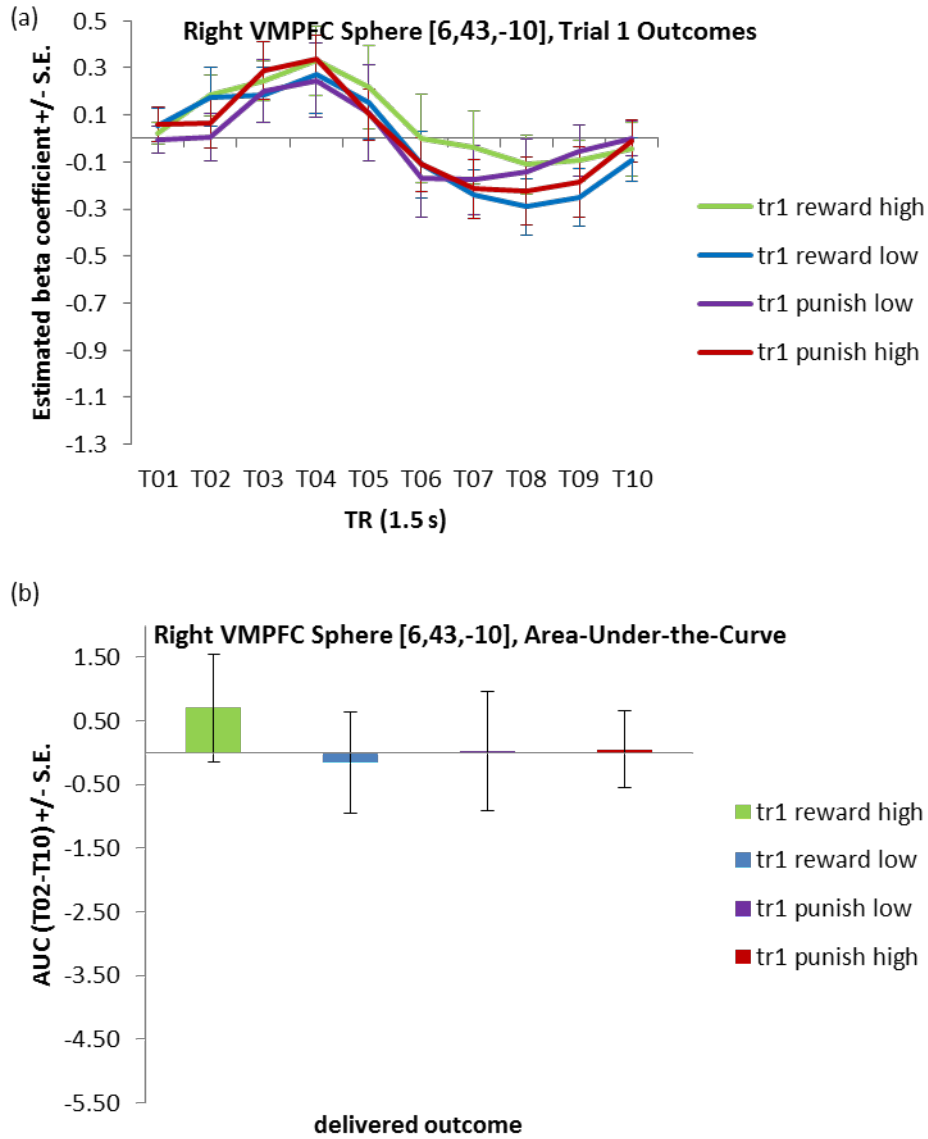 (a)
Right VMPFC Sphere [6,43,-10], Trial 1 Outcomes
Estimated beta coefficient +/- S.E.
0.5
0.3
0.1
-0.1
-0.3
-0.5
-0.7
-0.9
-1.1
-1.3
T01 T02 T03 T04 T05 T06 T07 T08 T09 T10
TR (1.5 s)
tr1 reward high
tr1 reward low
tr1 punish low
tr1 punish high
(b)
Right VMPFC Sphere [6,43,-10], Area-Under-the-Curve
AUC (T02-T10) +/- S.E.
1.50
0.50
-0.50
-1.50
-2.50
-3.50
-4.50
-5.50
delivered outcome
tr1 reward high
tr1 reward low
tr1 punish low
tr1 punish high